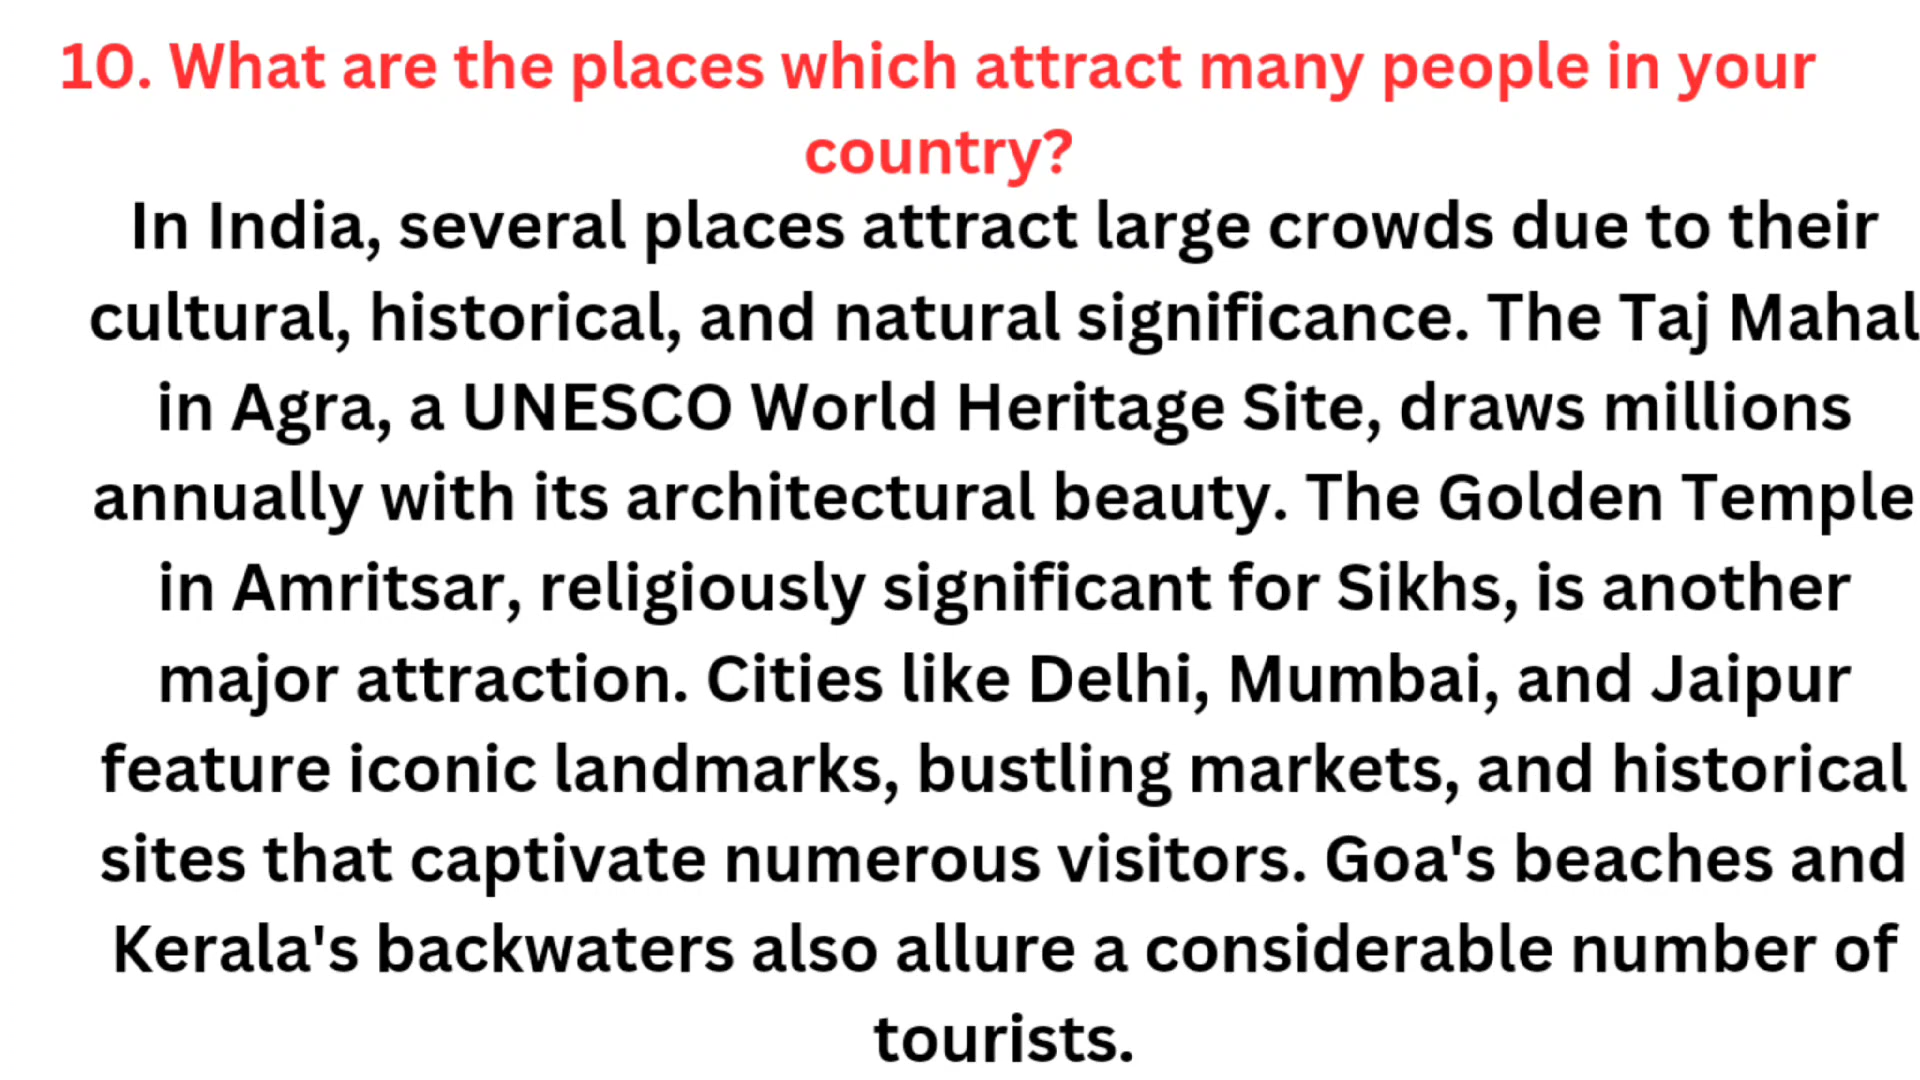 10. What are the places which attract many people in your
country?
In India, several places attract large crowds due to their
cultural, historical, and natural significance. The Taj Mahal
in Agra, a UNESCO World Heritage Site, draws millions
annually with its architectural beauty. The Golden Temple
in Amritsar, religiously significant for Sikhs, is another
major attraction. Cities like Delhi, Mumbai, and Jaipur
feature iconic landmarks, bustling markets, and historical
sites that captivate numerous visitors. Goa's beaches and
Kerala's backwaters also allure a considerable number of
tourists.